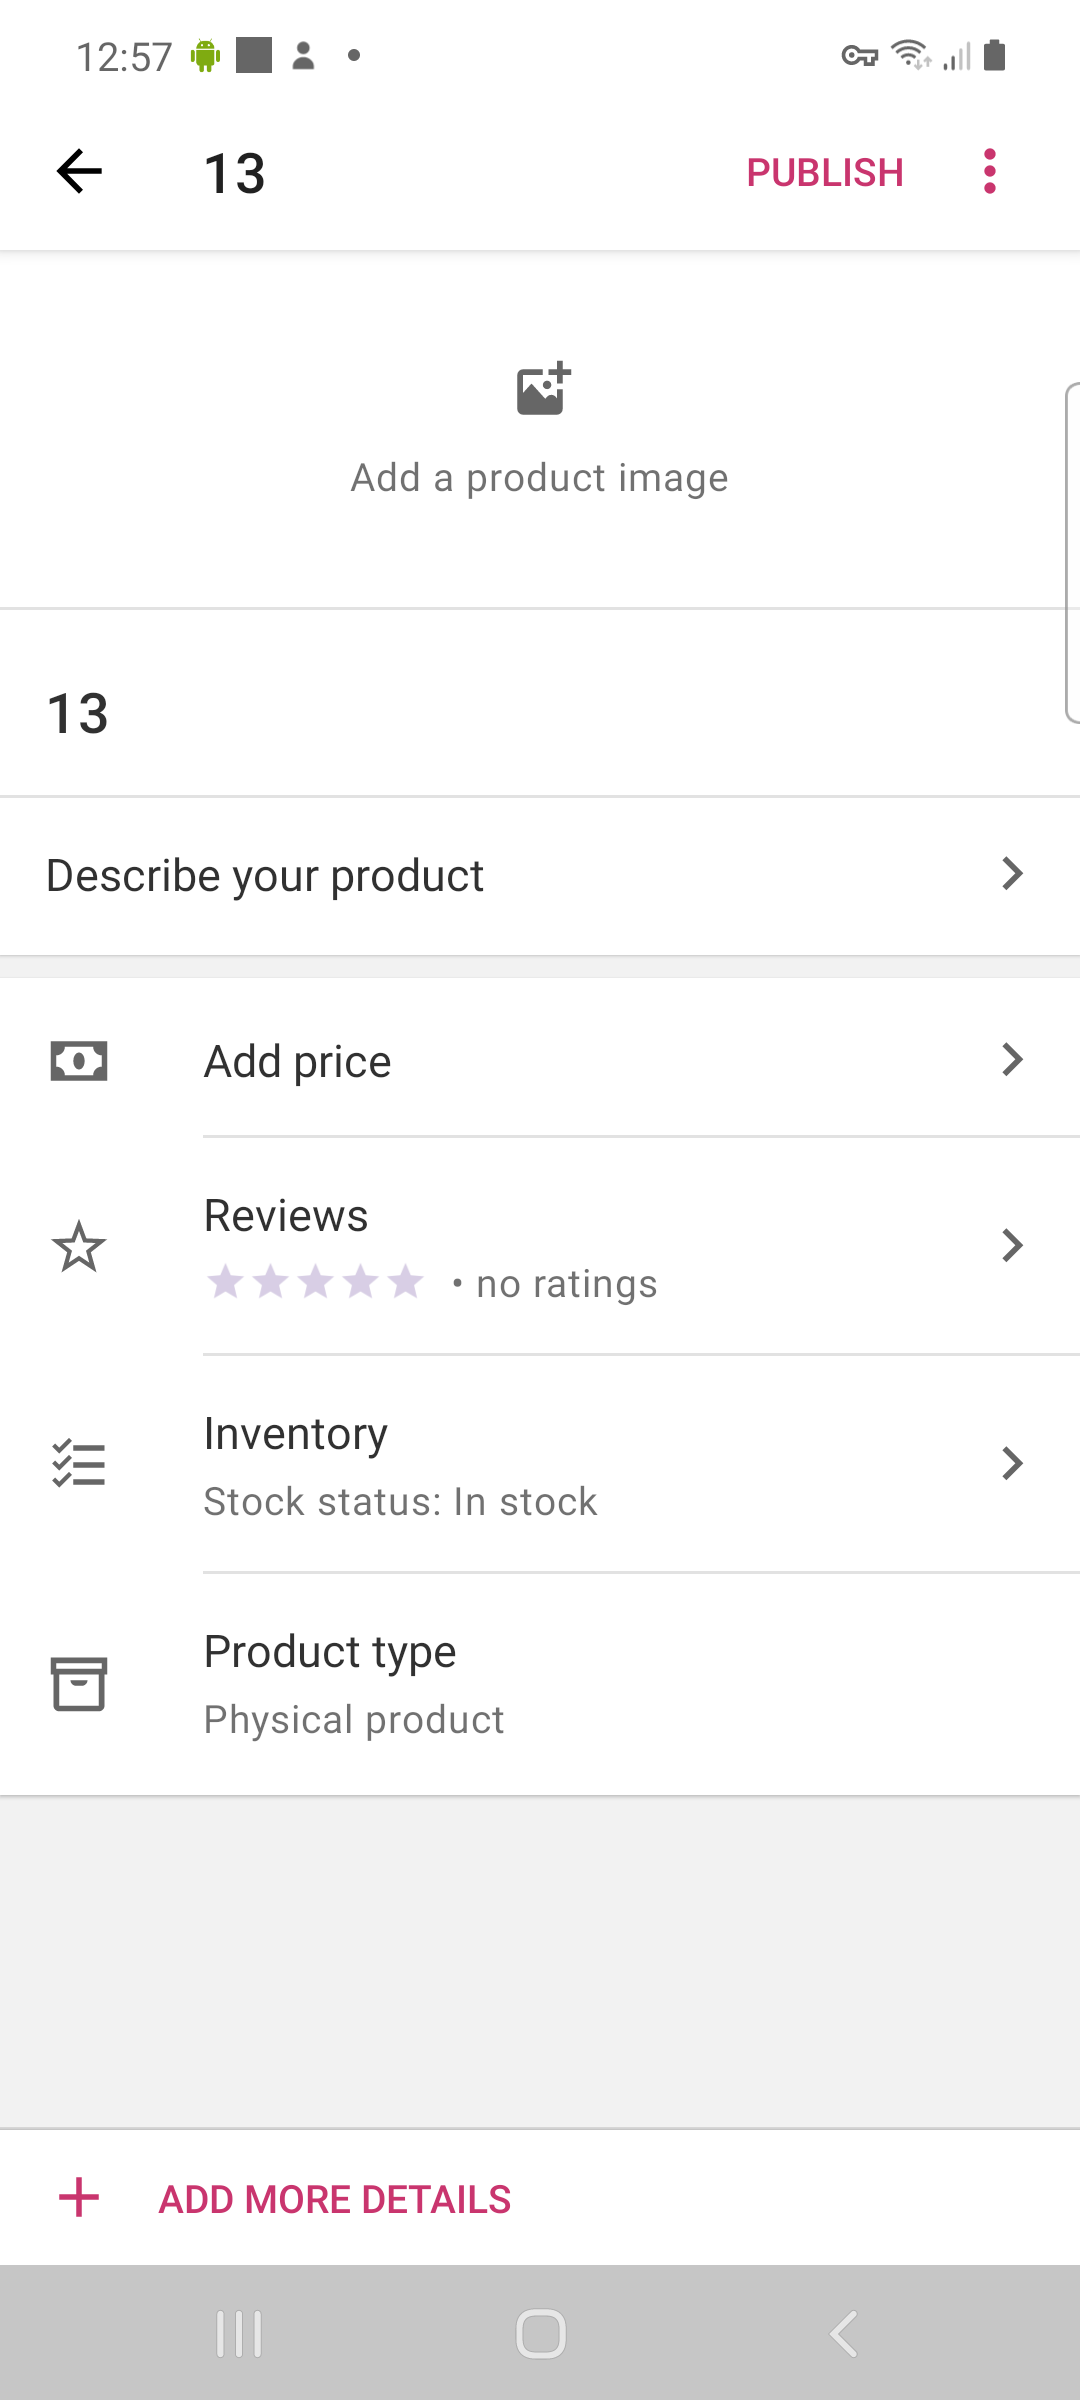 12:57
13
PUBLISH
Add a product image
13
Describe your product
Add price
Reviews
• no ratings
Inventory
Stock status: In stock
Product type
Physical product
ADD MORE DETAILS